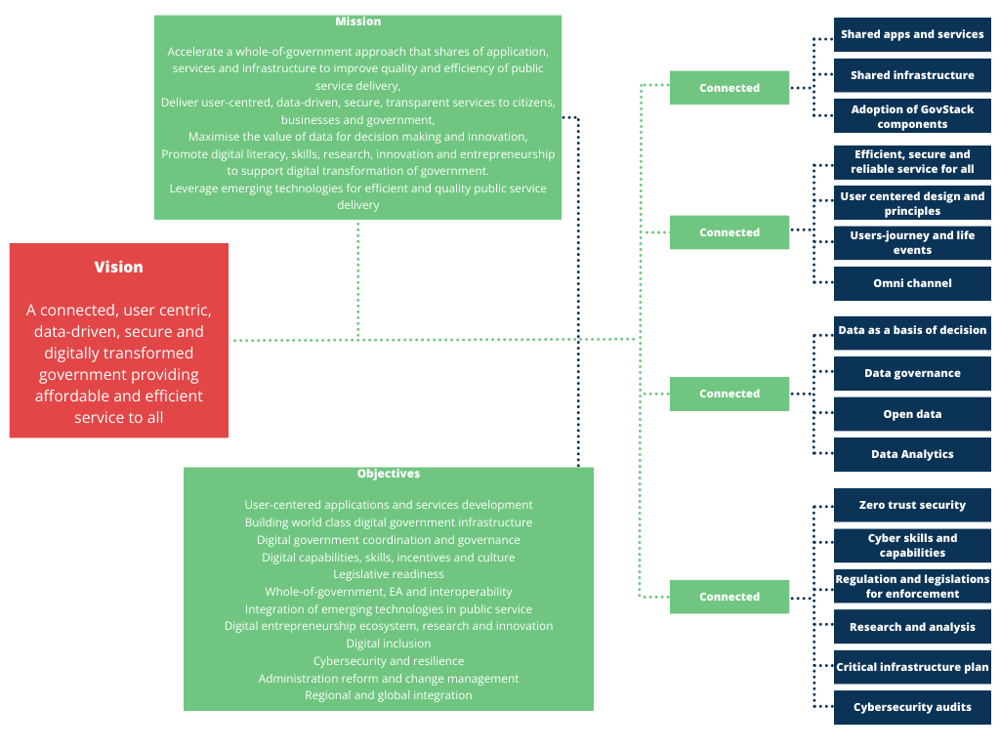 Mission
Accelerate a whole-of-government approach that shares of application,
services and infrastructure to improve quality and efficiency of public
service delivery,
Deliver user-centred, data-driven, secure, transparent services to citizens,
businesses and government,
Maximise the value of data for decision making and innovation,
Promote digital literacy, skills, research, innovation and entrepreneurship
to support digital transformation of government.
Leverage emerging technologies for efficient and quality public service
delivery
Vision
A connected, user centric,
data-driven, secure and
digitally transformed
government providing
affordable and efficient
service to all
Objectives
User-centered applications and services development
Building world class digital government infrastructure
Digital government coordination and governance
Digital capabilities, skills, incentives and culture
Legislative readiness
Whole-of-government, EA and interoperability
Integration of emerging technologies in public service
Digital entrepreneurship ecosystem, research and innovation
Digital inclusion
Cybersecurity and resilience
Administration reform and change management
Regional and global integration
Connected
Shared apps and services
Shared infrastructure
Adoption of GovStack
components
Connected
Efficient, secure and
reliable service for all
User centered design and
principles
Users-journey and life
events
Omni channel
Connected
Data as a basis of decision
Data governance
Open data
Data Analytics
Connected
Zero trust security
Cyber skills and
capabilities
Regulation and legislations
for enforcement
Research and analysis
Critical infrastructure plan
Cybersecurity audits